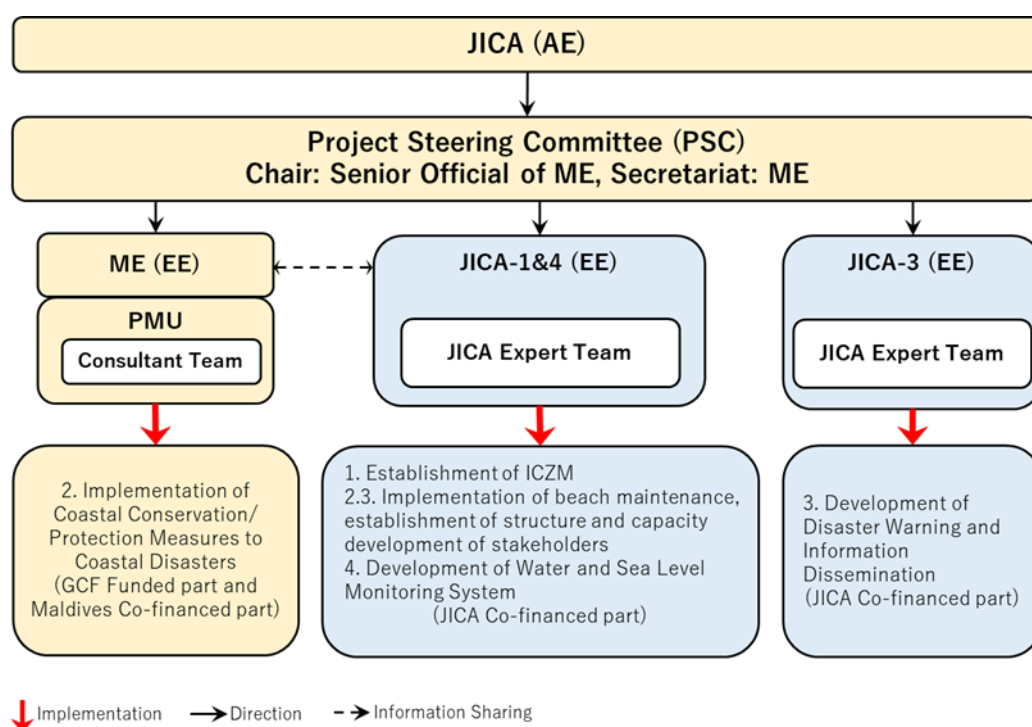 JICA (AE)
Project Steering Committee (PSC)
Chair: Senior Official of ME, Secretariat: ME
ME (EE)
PMU
Consultant Team
JICA-1&4 (EE)
JICA Expert Team
JICA-3 (EE)
JICA Expert Team
2. Implementation of
Coastal Conservation/
Protection Measures to
Coastal Disasters
(GCF Funded part and
Maldives Co-financed part)
1. Establishment of ICZM
2.3. Implementation of beach maintenance,
establishment of structure and capacity
development of stakeholders
4. Development of Water and Sea Level
Monitoring System
(JICA Co-financed part)
3. Development of
Disaster Warning and
Information
Dissemination
(JICA Co-financed part)
Implementation
Direction
Information Sharing